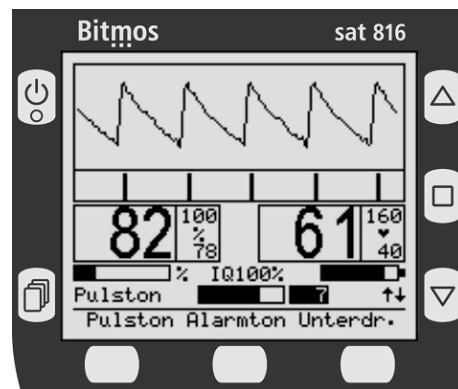 Bitmos sat 816
82 100 % 78 61 160 ♥ 40
% IQ100%
Pulston 7 ↑↓
Pulston Alarmton Unterdr.